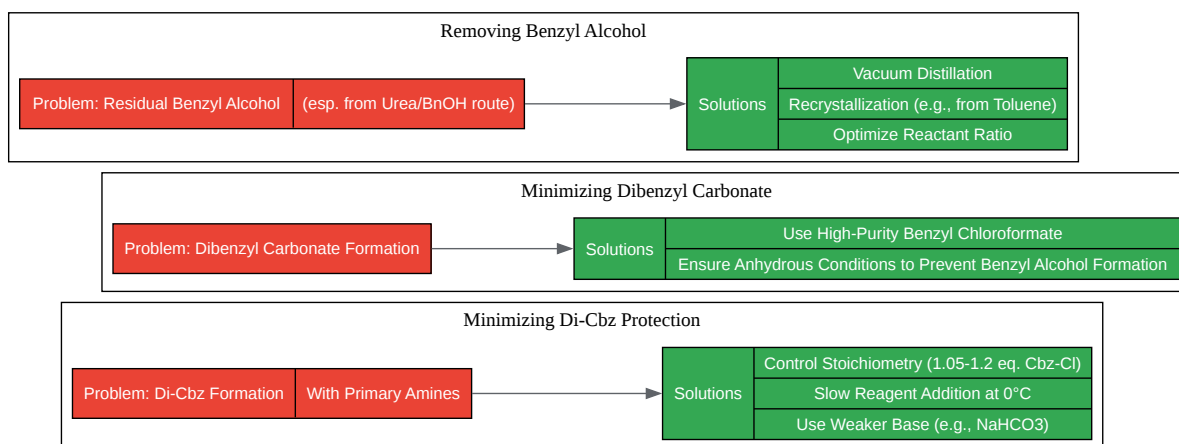 Removing Benzyl Alcohol
Problem: Residual Benzyl Alcohol
(esp. from Urea/BnOH route)
Solutions
Vacuum Distillation
Recrystallization (e.g., from Toluene)
Optimize Reactant Ratio
Minimizing Dibenzyl Carbonate
Problem: Dibenzyl Carbonate Formation
Solutions
Use High-Purity Benzyl Chloroformate
Ensure Anhydrous Conditions to Prevent Benzyl Alcohol Formation
Minimizing Di-Cbz Protection
Problem: Di-Cbz Formation
With Primary Amines
Solutions
Control Stoichiometry (1.05-1.2 eq. Cbz-Cl)
Slow Reagent Addition at 0°C
Use Weaker Base (e.g., NaHCO3)